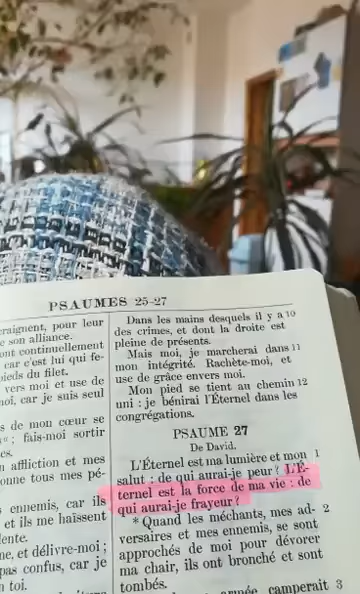 PSAUMES 25-27
craignent, pour leur
e son alliance.
ont continuellement
car c'est lui qui fe-
pieds du filet.
vers moi et use de
moi, car je suis seul
s de mon cœur se
fais-moi sortir
es.
affliction et mes
onne tous mes pé-
ennemis, car ils
et ils me haïssent
lente.
me, et délivre-moi ;
pas confus, car je
toi.
Dans les mains desquels il y a 10
des crimes, et dont la droite est
pleine de présents.
Mais moi, je marcherai dans 11
mon intégrité. Rachète-moi, et
use de grâce envers moi.
Mon pied se tient au chemin 12
uni : je bénirai l'Éternel dans les
congrégations.
PSAUME 27
De David.
L'Éternel est ma lumière et mon 1
salut : de qui aurai-je peur ? L'É-
ternel est la force de ma vie : de
qui aurai-je frayeur ?
* Quand les méchants, mes ad- 2
versaires et mes ennemis, se sont
approchés de moi pour dévorer
ma chair, ils ont bronché et sont
tombés.
armée camperait 3